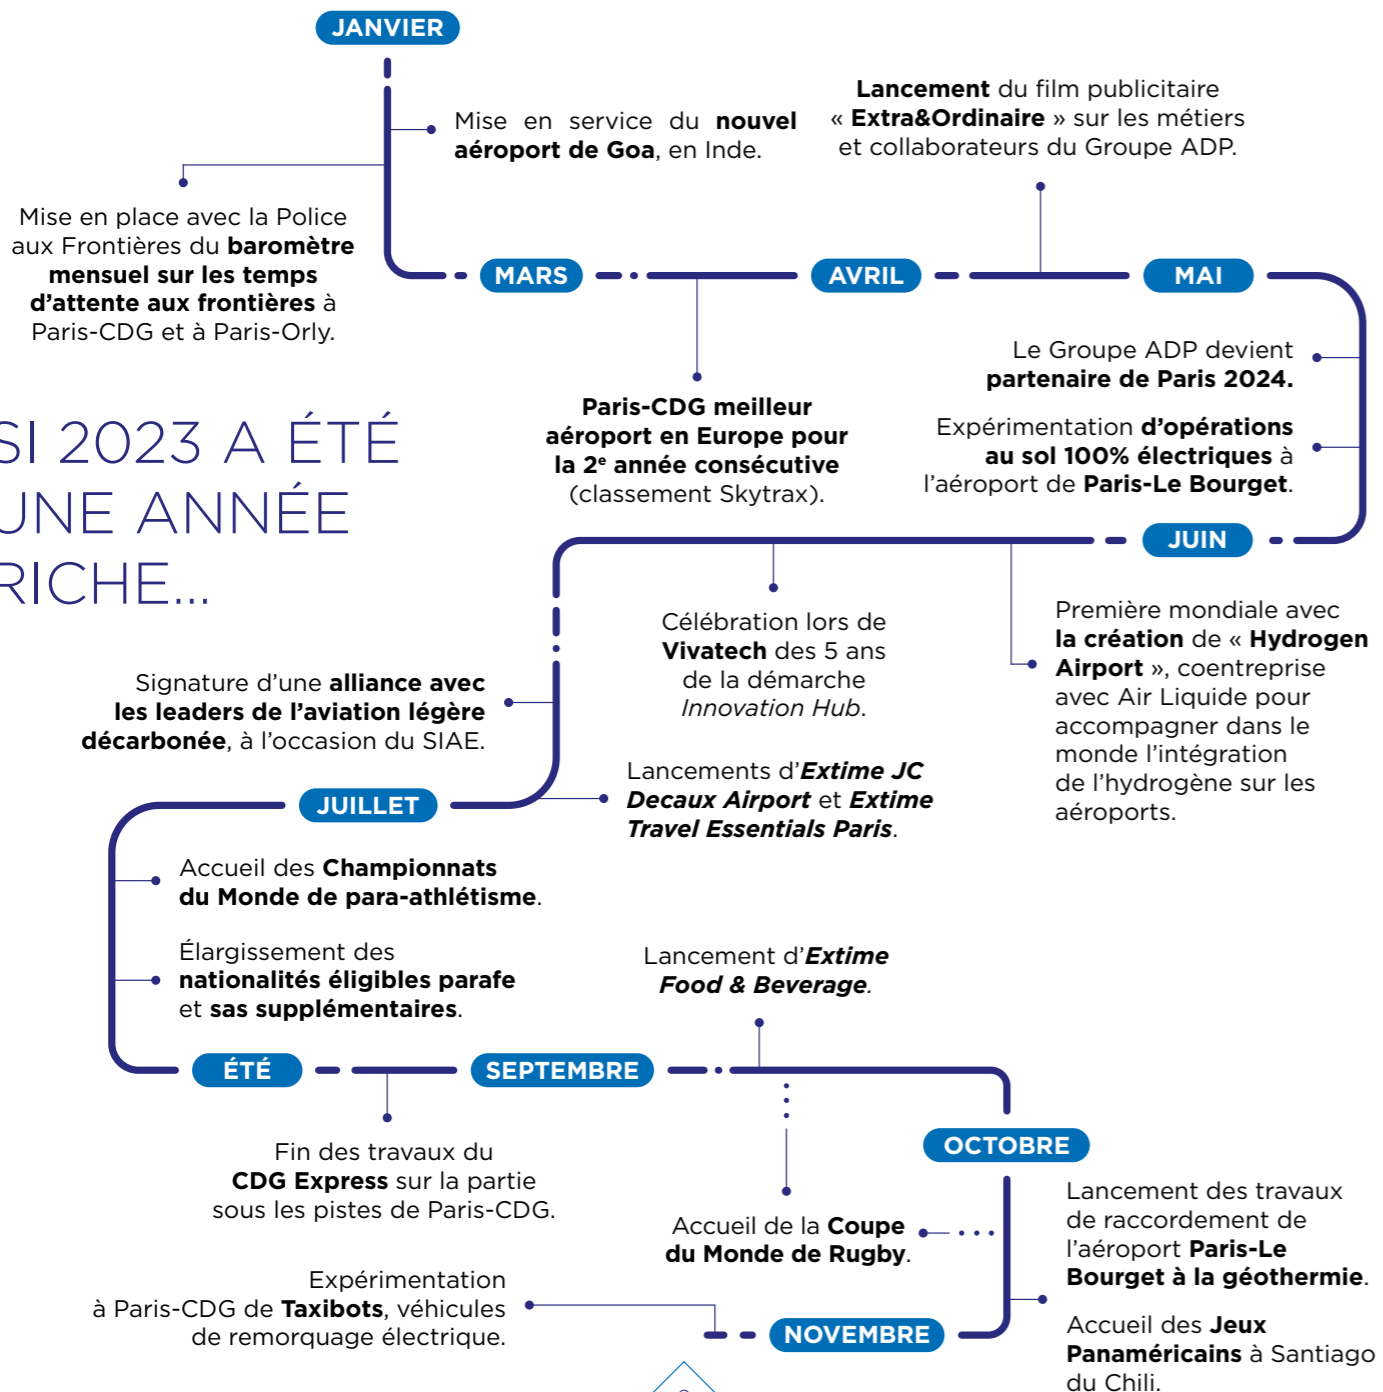 JANVIER
Mise en service du nouvel
aéroport de Goa, en Inde.
Mise en place avec la Police
aux Frontières du baromètre
mensuel sur les temps
d’attente aux frontières à
Paris-CDG et à Paris-Orly.
MARS
Paris-CDG meilleur
aéroport en Europe pour
la 2e année consécutive
(classement Skytrax).
AVRIL
Lancement du film publicitaire
« Extra&Ordinaire » sur les métiers
et collaborateurs du Groupe ADP.
MAI
Le Groupe ADP devient
partenaire de Paris 2024.
Expérimentation d’opérations
au sol 100% électriques à
l’aéroport de Paris-Le Bourget.
SI 2023 A ÉTÉ
UNE ANNÉE
RICHE...
JUIN
Première mondiale avec
la création de « Hydrogen
Airport », coentreprise
avec Air Liquide pour
accompagner dans le
monde l’intégration
de l’hydrogène sur les
aéroports.
Célébration lors de
Vivatech des 5 ans
de la démarche
Innovation Hub.
Signature d’une alliance avec
les leaders de l’aviation légère
décarbonée, à l’occasion du SIAE.
Lancements d’Extime JC
Decaux Airport et Extime
Travel Essentials Paris.
JUILLET
Accueil des Championnats
du Monde de para-athlétisme.
Élargissement des
nationalités éligibles parafe
et sas supplémentaires.
ÉTÉ
Fin des travaux du
CDG Express sur la partie
sous les pistes de Paris-CDG.
SEPTEMBRE
Lancement d’Extime
Food & Beverage.
Accueil de la Coupe
du Monde de Rugby.
OCTOBRE
Lancement des travaux
de raccordement de
l’aéroport Paris-Le
Bourget à la géothermie.
Accueil des Jeux
Panaméricains à Santiago
du Chili.
NOVEMBRE
Expérimentation
à Paris-CDG de Taxibots, véhicules
de remorquage électrique.